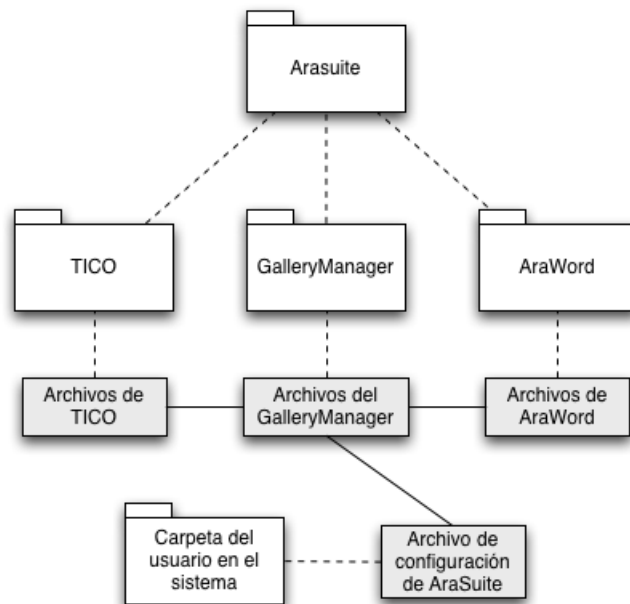 Arasuite
TICO
GalleryManager
AraWord
Archivos de
TICO
Archivos del
GalleryManager
Archivos de
AraWord
Carpeta del
usuario en el
sistema
Archivo de
configuración
de AraSuite